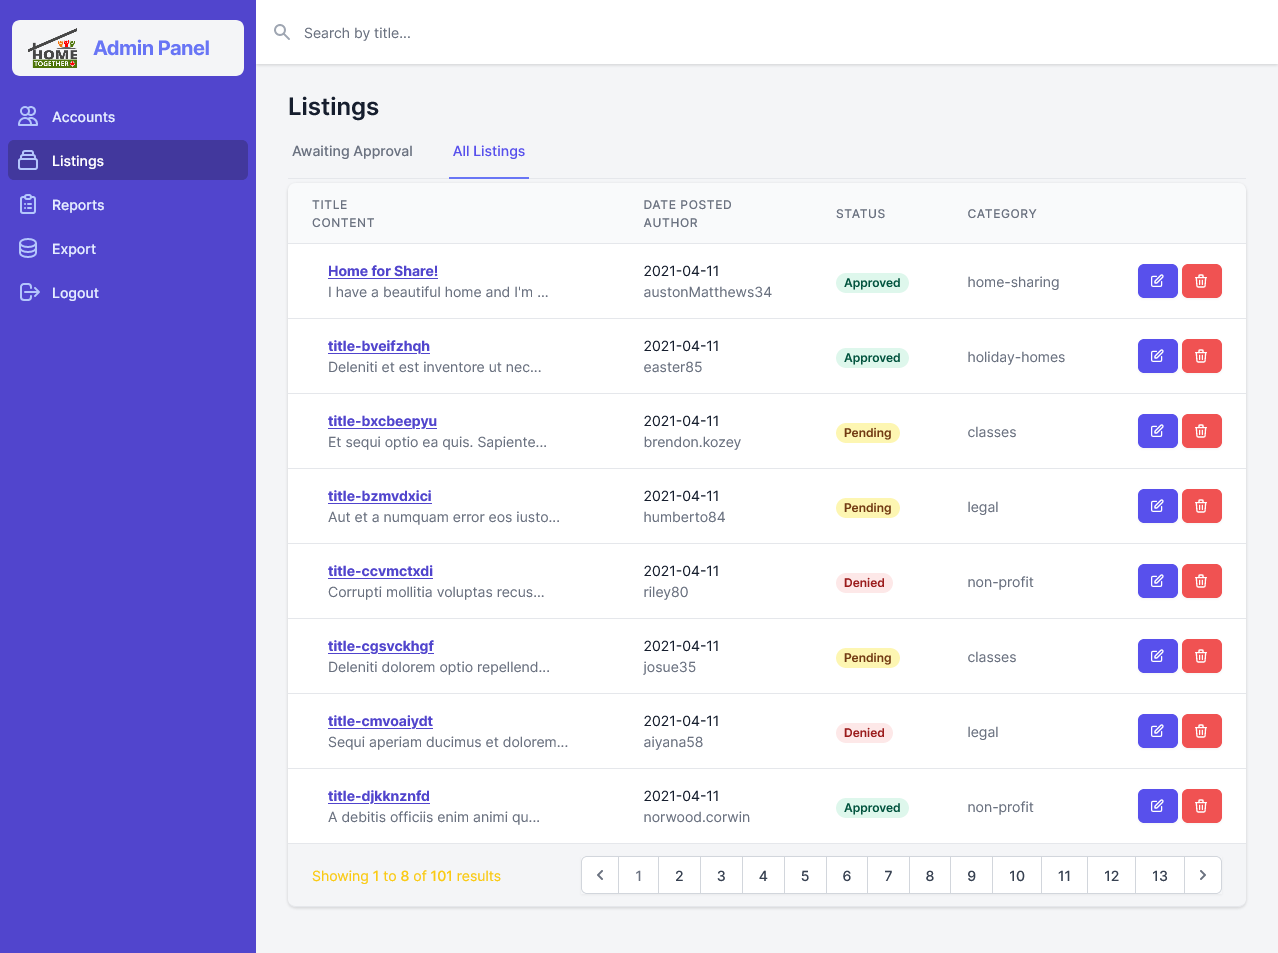 HOME
TOGETHER
Admin Panel
Accounts
Listings
Reports
Export
Logout
Search by title...
Listings
Awaiting Approval
All Listings
TITLE
CONTENT
DATE POSTED
AUTHOR
STATUS
CATEGORY
Home for Share!
I have a beautiful home and I'm ...
2021-04-11
austonMatthews34
Approved
home-sharing
title-bveifzhqh
Deleniti et est inventore ut nec...
2021-04-11
easter85
Approved
holiday-homes
title-bxcbeepyu
Et sequi optio ea quis. Sapiente...
2021-04-11
brendon.kozey
Pending
classes
title-bzmvdxici
Aut et a numquam error eos iusto...
2021-04-11
humberto84
Pending
legal
title-ccvmctxdi
Corrupti mollitia voluptas recus...
2021-04-11
riley80
Denied
non-profit
title-cgsvckhgf
Deleniti dolorem optio repellend...
2021-04-11
josue35
Pending
classes
title-cmvoaiydt
Sequi aperiam ducimus et dolorem...
2021-04-11
aiyana58
Denied
legal
title-djkknznfd
A debitis officiis enim animi qu...
2021-04-11
norwood.corwin
Approved
non-profit
Showing 1 to 8 of 101 results
1 2 3 4 5 6 7 8 9 10 11 12 13